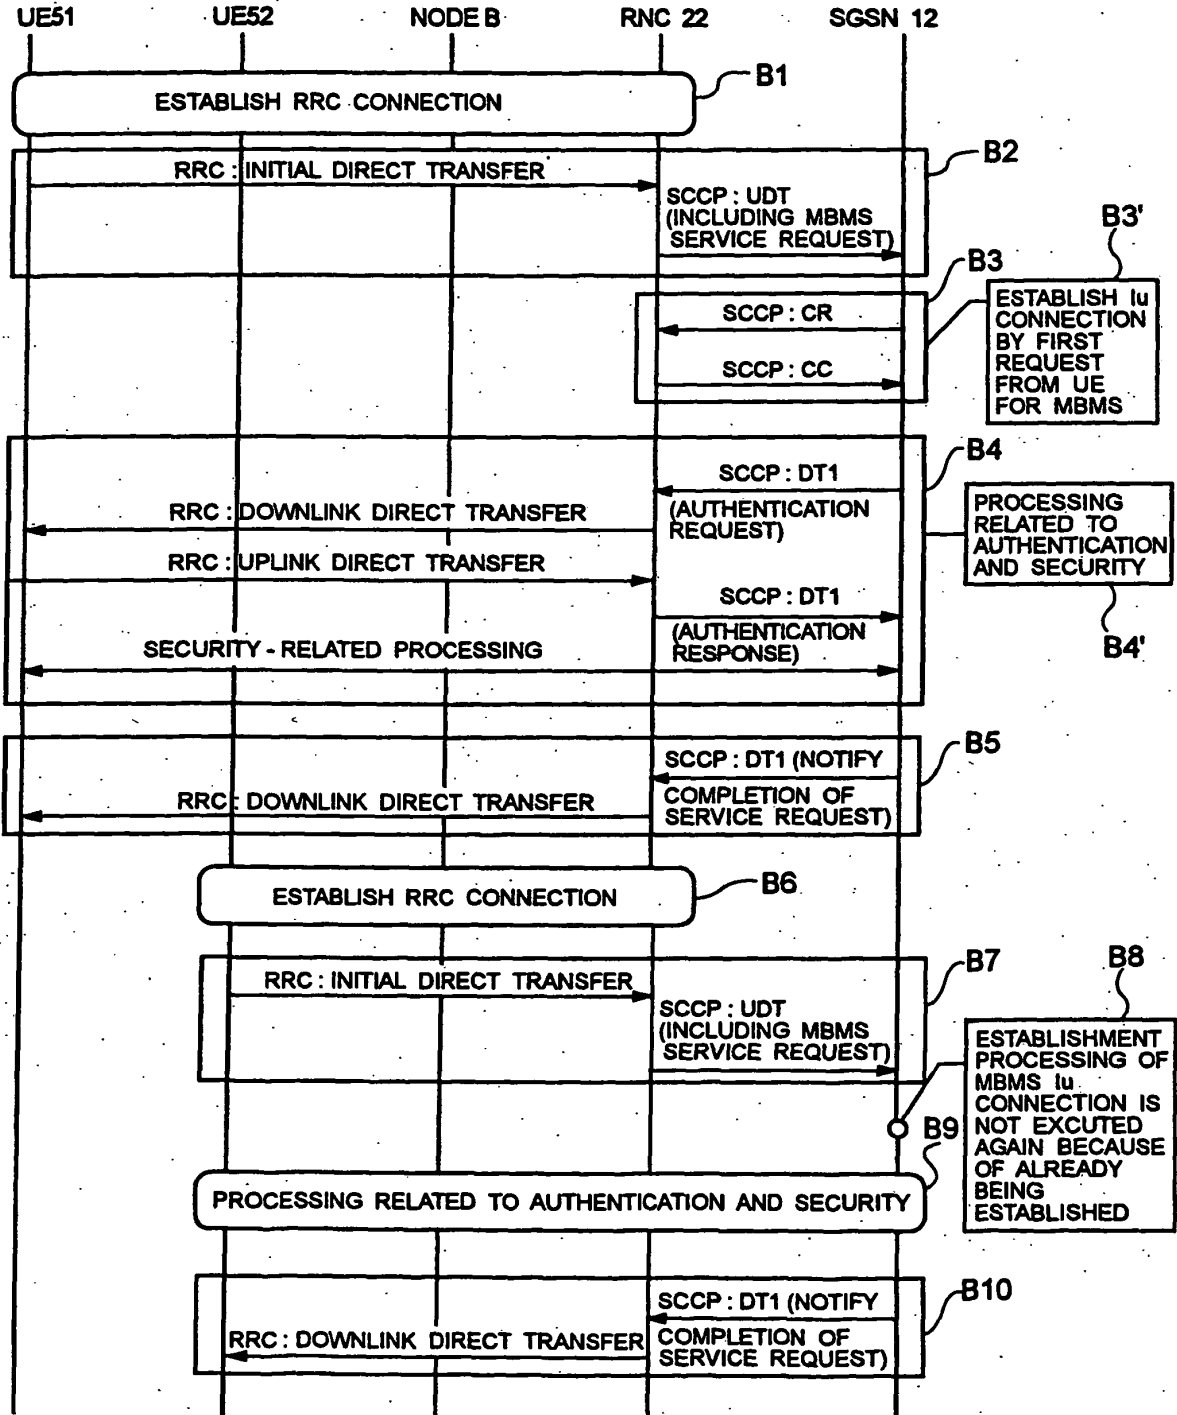 UE51 UE52 NODE B RNC 22 SGSN 12
B1
ESTABLISH RRC CONNECTION
B2
RRC : INITIAL DIRECT TRANSFER
SCCP : UDT
(INCLUDING MBMS
SERVICE REQUEST)
B3'
B3
SCCP : CR
SCCP : CC
ESTABLISH Iu
CONNECTION
BY FIRST
REQUEST
FROM UE
FOR MBMS
B4
SCCP : DT1
(AUTHENTICATION
REQUEST)
RRC : DOWNLINK DIRECT TRANSFER
RRC : UPLINK DIRECT TRANSFER
SCCP : DT1
(AUTHENTICATION
RESPONSE)
SECURITY - RELATED PROCESSING
PROCESSING
RELATED TO
AUTHENTICATION
AND SECURITY
B4'
B5
SCCP : DT1 (NOTIFY
COMPLETION OF
SERVICE REQUEST)
RRC : DOWNLINK DIRECT TRANSFER
B6
ESTABLISH RRC CONNECTION
B7
RRC : INITIAL DIRECT TRANSFER
SCCP : UDT
(INCLUDING MBMS
SERVICE REQUEST)
B8
ESTABLISHMENT
PROCESSING OF
MBMS Iu
CONNECTION IS
NOT EXCUTED
AGAIN BECAUSE
OF ALREADY
BEING
ESTABLISHED
B9
PROCESSING RELATED TO AUTHENTICATION AND SECURITY
B10
SCCP : DT1 (NOTIFY
COMPLETION OF
SERVICE REQUEST)
RRC : DOWNLINK DIRECT TRANSFER